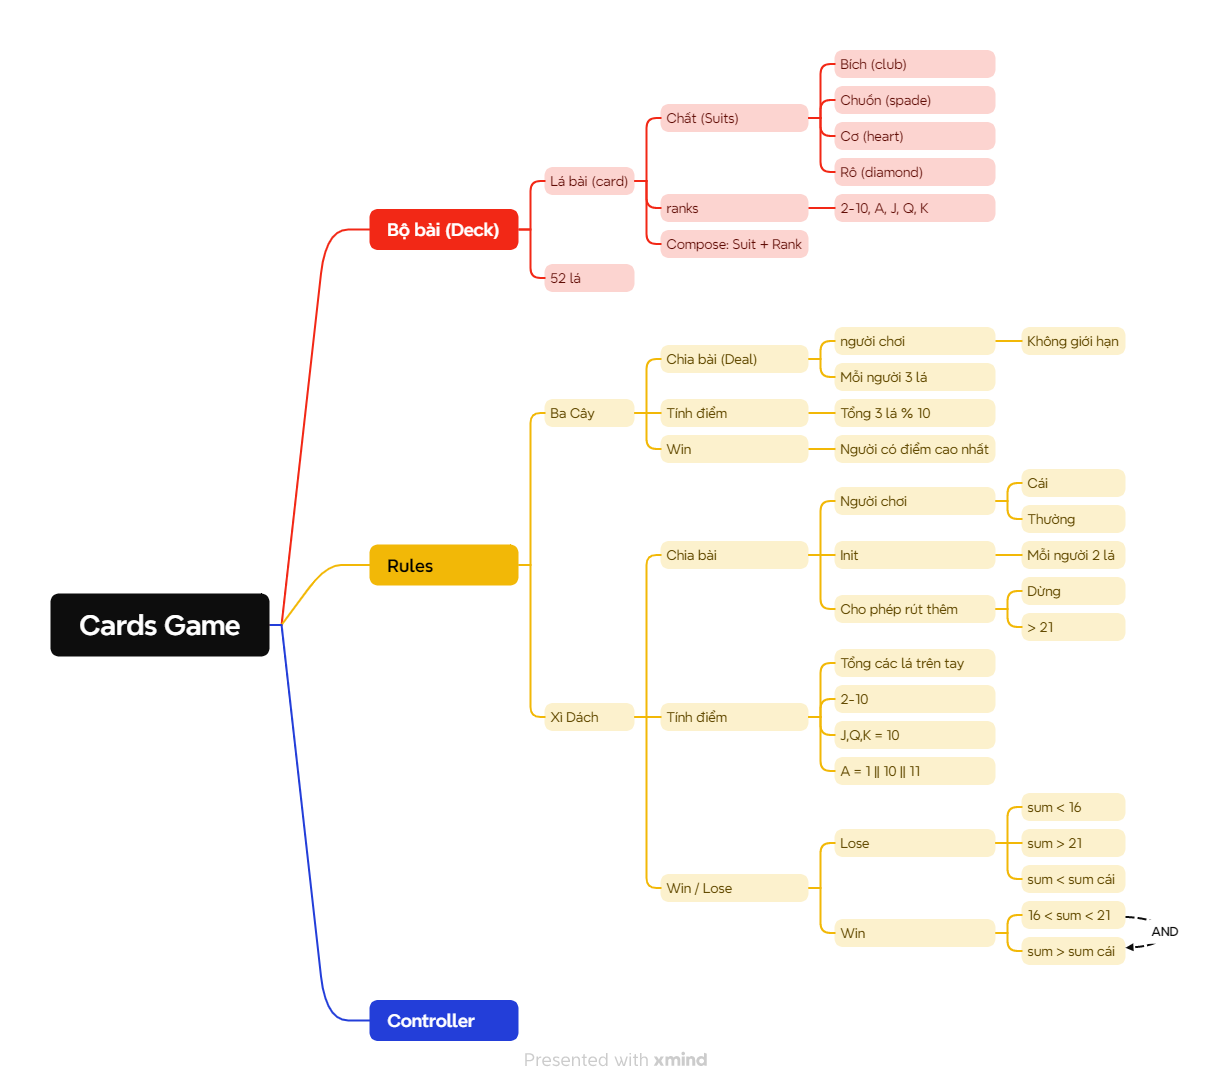 Cards Game
Bộ bài (Deck)
Lá bài (card)
Chất (Suits)
Bích (club)
Chuồn (spade)
Cơ (heart)
Rô (diamond)
ranks
2-10, A, J, Q, K
Compose: Suit + Rank
52 lá
Rules
Ba Cây
Chia bài (Deal)
người chơi
Không giới hạn
Mỗi người 3 lá
Tính điểm
Tổng 3 lá % 10
Win
Người có điểm cao nhất
Xì Dách
Chia bài
Người chơi
Cái
Thường
Init
Mỗi người 2 lá
Cho phép rút thêm
Dừng
> 21
Tính điểm
Tổng các lá trên tay
2-10
J,Q,K = 10
A = 1 || 10 || 11
Win / Lose
Lose
sum < 16
sum > 21
sum < sum cái
Win
16 < sum < 21
sum > sum cái
AND
Controller
Presented with xmind